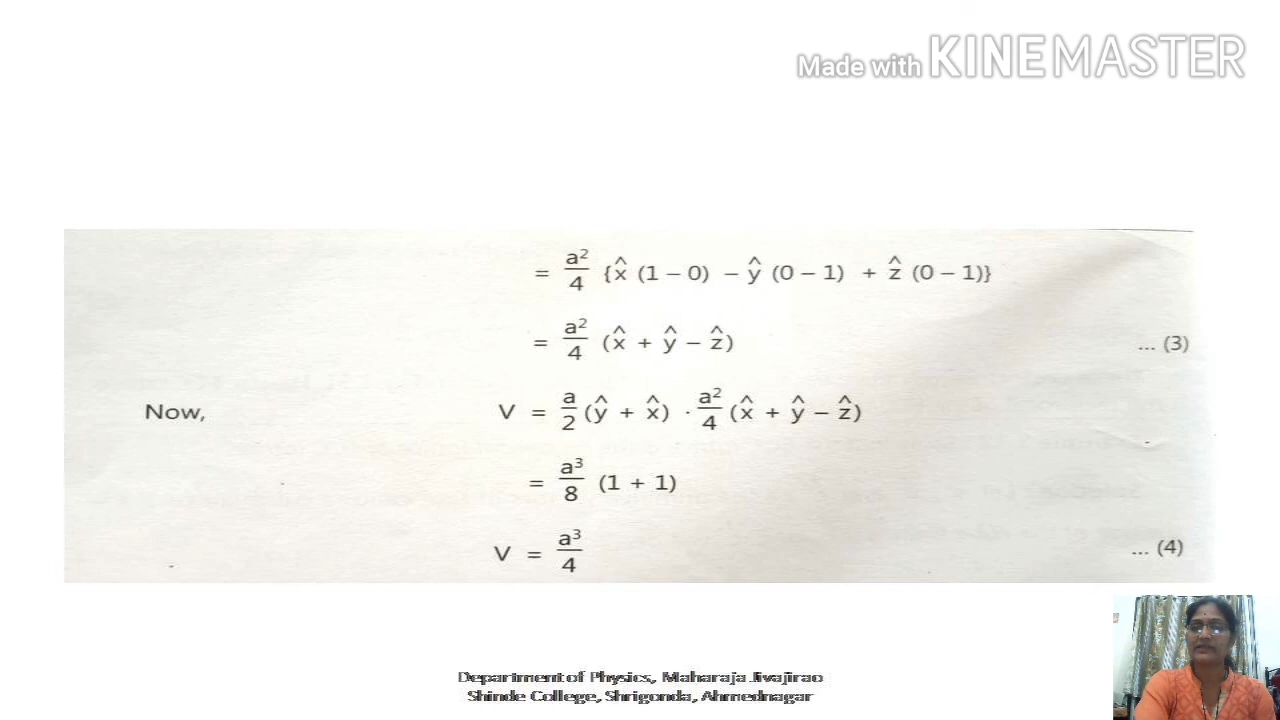 Made with KINEMASTER
= a²/4 {x̂ (1 – 0) – ŷ (0 – 1) + ẑ (0 – 1)}
= a²/4 (x̂ + ŷ – ẑ) ... (3)
Now, V = a/2 (ŷ + x̂) · a²/4 (x̂ + ŷ – ẑ)
= a³/8 (1 + 1)
V = a³/4 ... (4)
Department of Physics, Maharaja Jivajirao
Shinde College, Shrigonda, Ahmednagar